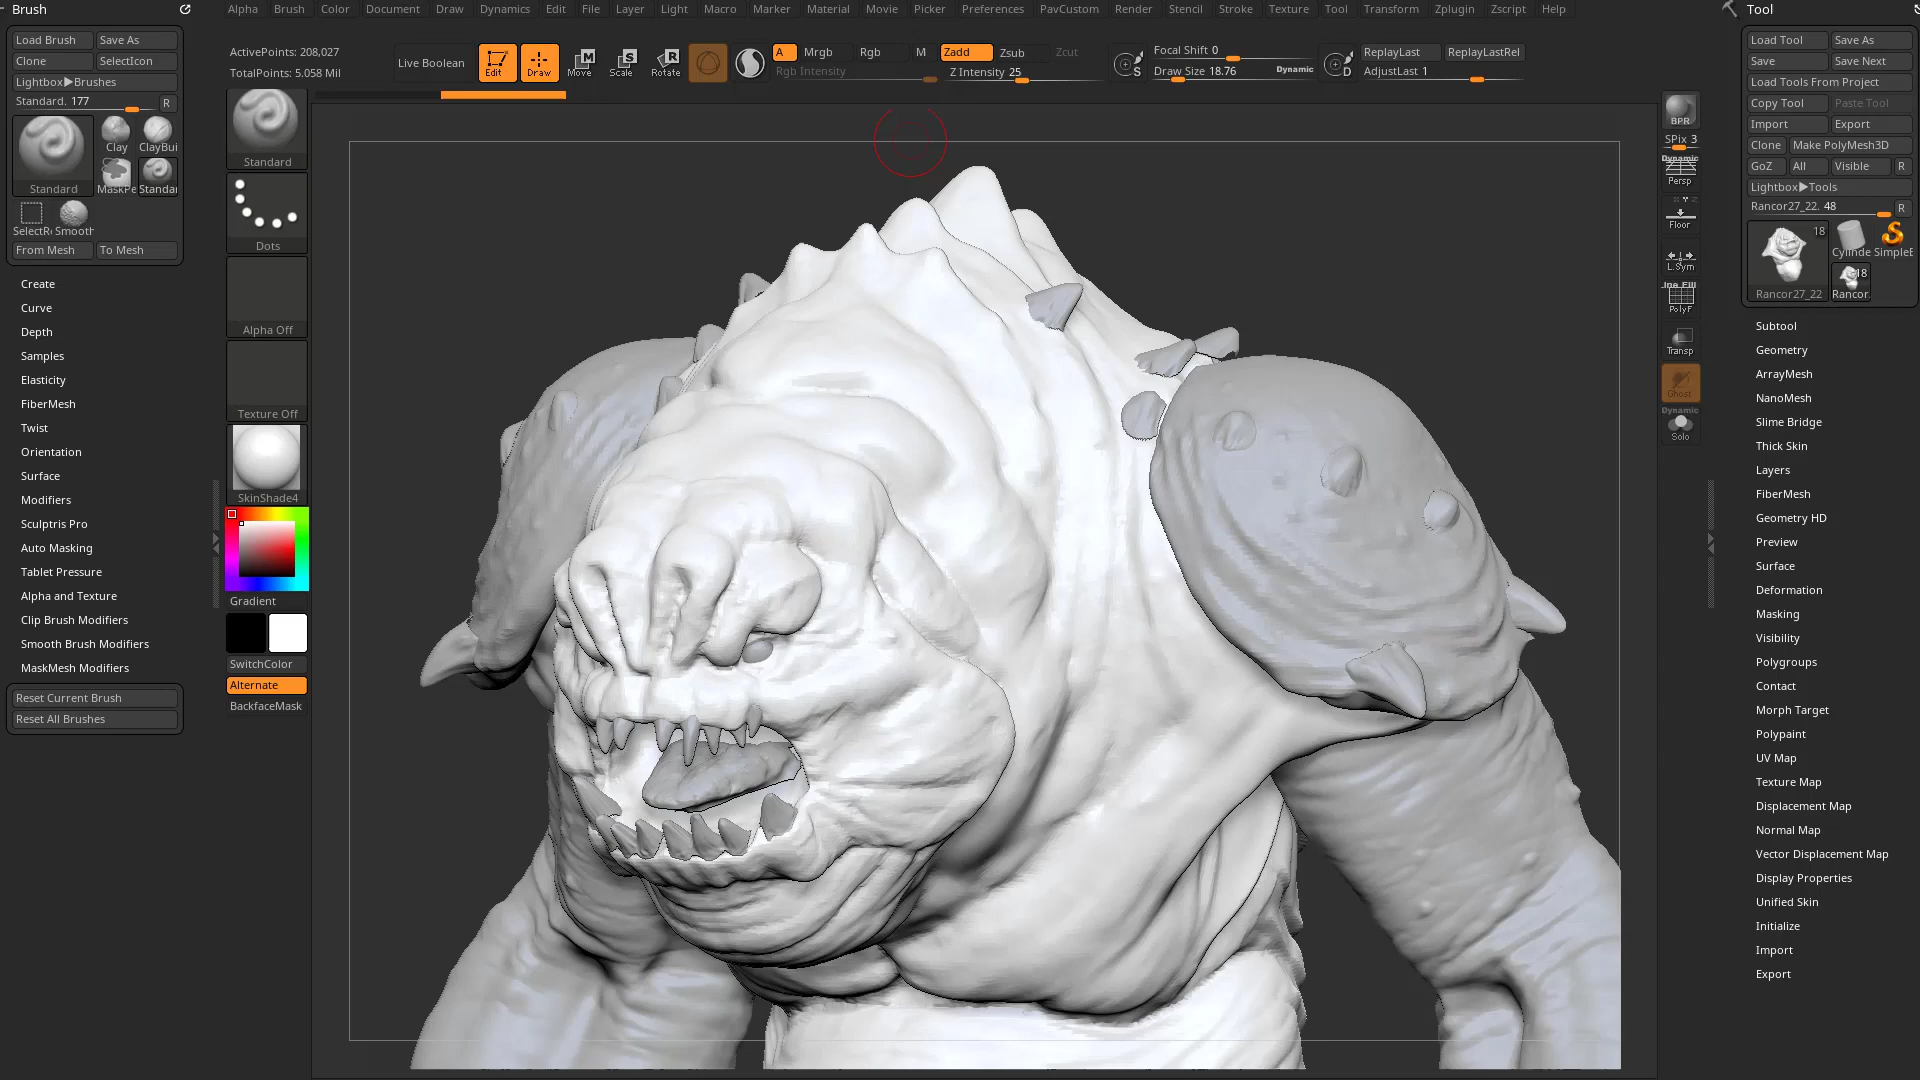 Brush
Alpha Brush Color Document Draw Dynamics Edit File Layer Light Macro Marker Material Movie Picker Preferences PavCustom Render Stencil Stroke Texture Tool Transform Zplugin Zscript Help
Tool
Load Brush Save As
Clone SelectIcon
Lightbox▶Brushes
Standard. 177 R
Clay ClayBui
Standard MaskPe Standar
SelectR Smooth
From Mesh To Mesh
Create
Curve
Depth
Samples
Elasticity
FiberMesh
Twist
Orientation
Surface
Modifiers
Sculptris Pro
Auto Masking
Tablet Pressure
Alpha and Texture
Clip Brush Modifiers
Smooth Brush Modifiers
MaskMesh Modifiers
Reset Current Brush
Reset All Brushes
ActivePoints: 208,027
TotalPoints: 5.058 Mil
Live Boolean
Edit Draw Move Scale Rotate
A Mrgb Rgb M Zadd Zsub Zcut
Rgb Intensity Z Intensity 25
S
Focal Shift 0
Draw Size 18.76 Dynamic
D
ReplayLast ReplayLastRel
AdjustLast 1
Standard
Dots
Alpha Off
Texture Off
SkinShade4
Gradient
SwitchColor
Alternate
BackfaceMask
BPR
SPix 3
Dynamic
Persp
Floor
L.Sym
Line Fill
PolyF
Transp
Ghost
Dynamic
Solo
Load Tool Save As
Save Save Next
Load Tools From Project
Copy Tool Paste Tool
Import Export
Clone Make PolyMesh3D
GoZ All Visible R
Lightbox▶Tools
Rancor27_22. 48 R
18
Cylinde SimpleE
18
Rancor27_22 Rancor
Subtool
Geometry
ArrayMesh
NanoMesh
Slime Bridge
Thick Skin
Layers
FiberMesh
Geometry HD
Preview
Surface
Deformation
Masking
Visibility
Polygroups
Contact
Morph Target
Polypaint
UV Map
Texture Map
Displacement Map
Normal Map
Vector Displacement Map
Display Properties
Unified Skin
Initialize
Import
Export